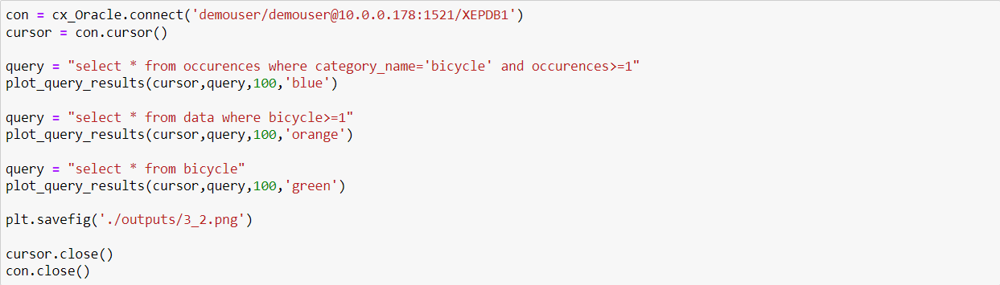 con = cx_Oracle.connect('demouser/demouser@10.0.0.178:1521/XEPDB1')
cursor = con.cursor()
query = "select * from occurences where category_name='bicycle' and occurences>=1"
plot_query_results(cursor,query,100,'blue')
query = "select * from data where bicycle>=1"
plot_query_results(cursor,query,100,'orange')
query = "select * from bicycle"
plot_query_results(cursor,query,100,'green')
plt.savefig('./outputs/3_2.png')
cursor.close()
con.close()